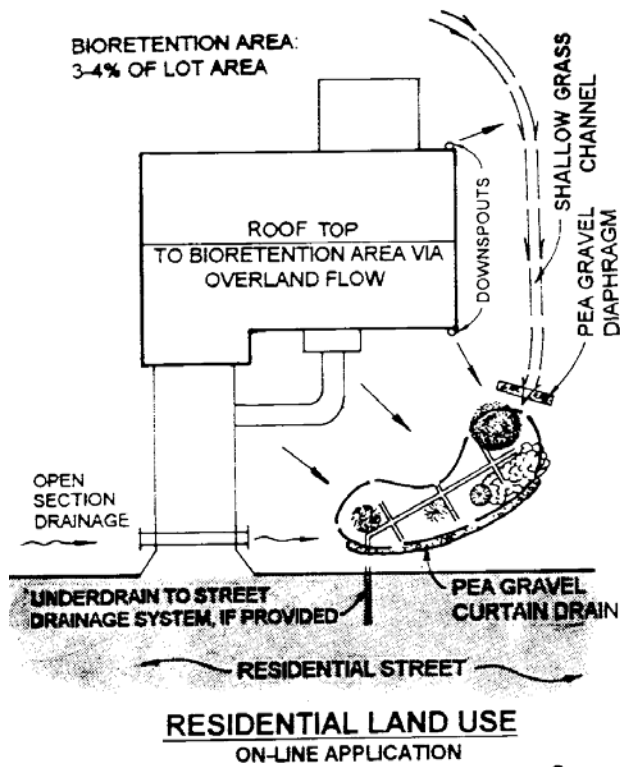 BIORETENTION AREA:
3-4% OF LOT AREA
SHALLOW GRASS
CHANNEL
PEA GRAVEL
DIAPHRAGM
DOWNSPOUTS
ROOF TOP
TO BIORETENTION AREA VIA
OVERLAND FLOW
OPEN
SECTION
DRAINAGE
UNDERDRAIN TO STREET
DRAINAGE SYSTEM, IF PROVIDED
PEA GRAVEL
CURTAIN DRAIN
RESIDENTIAL STREET
RESIDENTIAL LAND USE
ON-LINE APPLICATION